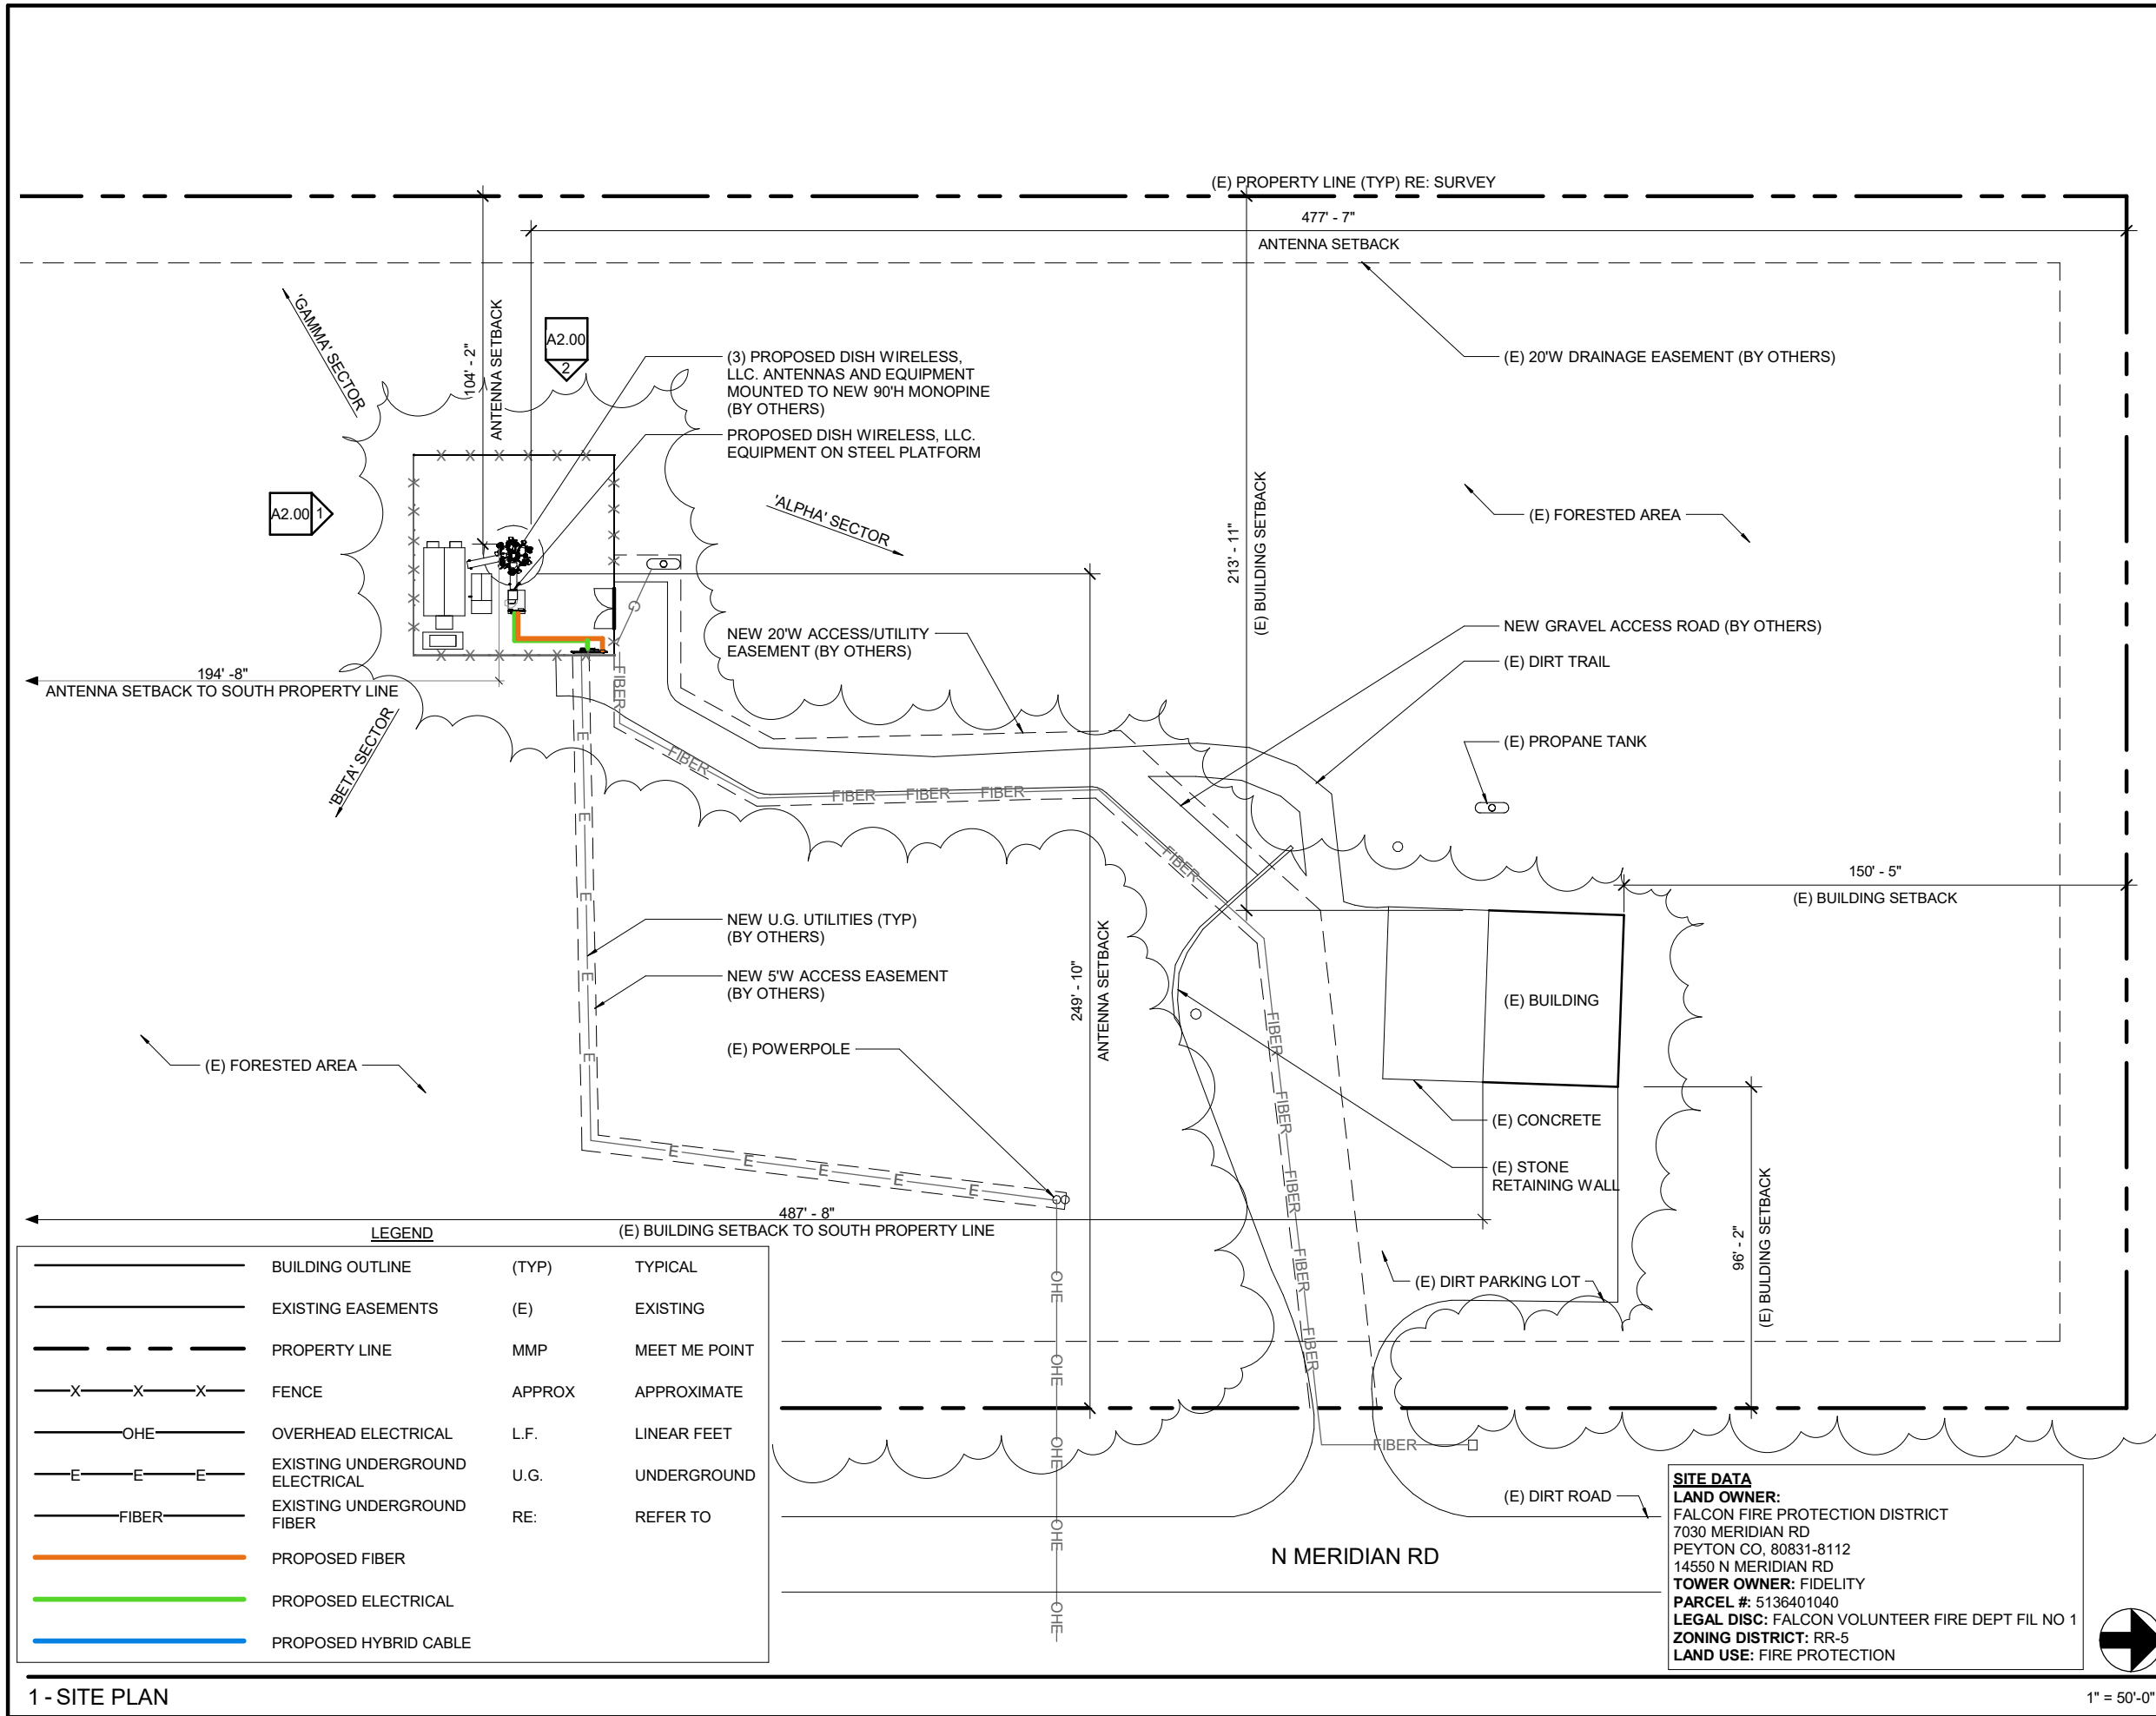 (E) PROPERTY LINE (TYP) RE: SURVEY
477' - 7"
ANTENNA SETBACK
'GAMMA' SECTOR
104' - 2"
ANTENNA SETBACK
A2.00
2
(3) PROPOSED DISH WIRELESS,
LLC. ANTENNAS AND EQUIPMENT
MOUNTED TO NEW 90'H MONOPINE
(BY OTHERS)
PROPOSED DISH WIRELESS, LLC.
EQUIPMENT ON STEEL PLATFORM
(E) 20'W DRAINAGE EASEMENT (BY OTHERS)
A2.00
1
'ALPHA' SECTOR
213' - 11"
(E) BUILDING SETBACK
(E) FORESTED AREA
G
NEW 20'W ACCESS/UTILITY
EASEMENT (BY OTHERS)
NEW GRAVEL ACCESS ROAD (BY OTHERS)
(E) DIRT TRAIL
194' -8"
ANTENNA SETBACK TO SOUTH PROPERTY LINE
'BETA' SECTOR
(E) PROPANE TANK
FIBER
FIBER
FIBER FIBER FIBER
FIBER
E
E
E
E
E
150' - 5"
(E) BUILDING SETBACK
NEW U.G. UTILITIES (TYP)
(BY OTHERS)
NEW 5'W ACCESS EASEMENT
(BY OTHERS)
249' - 10"
ANTENNA SETBACK
(E) BUILDING
(E) POWERPOLE
(E) FORESTED AREA
FIBER
FIBER
FIBER
FIBER
FIBER
(E) CONCRETE
(E) STONE
RETAINING WALL
E E E E E
487' - 8"
(E) BUILDING SETBACK TO SOUTH PROPERTY LINE
96' - 2"
(E) BUILDING SETBACK
(E) DIRT PARKING LOT
OHE
OHE
OHE
OHE
OHE
FIBER
(E) DIRT ROAD
N MERIDIAN RD
LEGEND
BUILDING OUTLINE (TYP) TYPICAL
EXISTING EASEMENTS (E) EXISTING
PROPERTY LINE MMP MEET ME POINT
X X X FENCE APPROX APPROXIMATE
OHE OVERHEAD ELECTRICAL L.F. LINEAR FEET
E E E EXISTING UNDERGROUND
ELECTRICAL U.G. UNDERGROUND
FIBER EXISTING UNDERGROUND
FIBER RE: REFER TO
PROPOSED FIBER
PROPOSED ELECTRICAL
PROPOSED HYBRID CABLE
SITE DATA
LAND OWNER:
FALCON FIRE PROTECTION DISTRICT
7030 MERIDIAN RD
PEYTON CO, 80831-8112
14550 N MERIDIAN RD
TOWER OWNER: FIDELITY
PARCEL #: 5136401040
LEGAL DISC: FALCON VOLUNTEER FIRE DEPT FIL NO 1
ZONING DISTRICT: RR-5
LAND USE: FIRE PROTECTION
1 - SITE PLAN
1" = 50'-0"